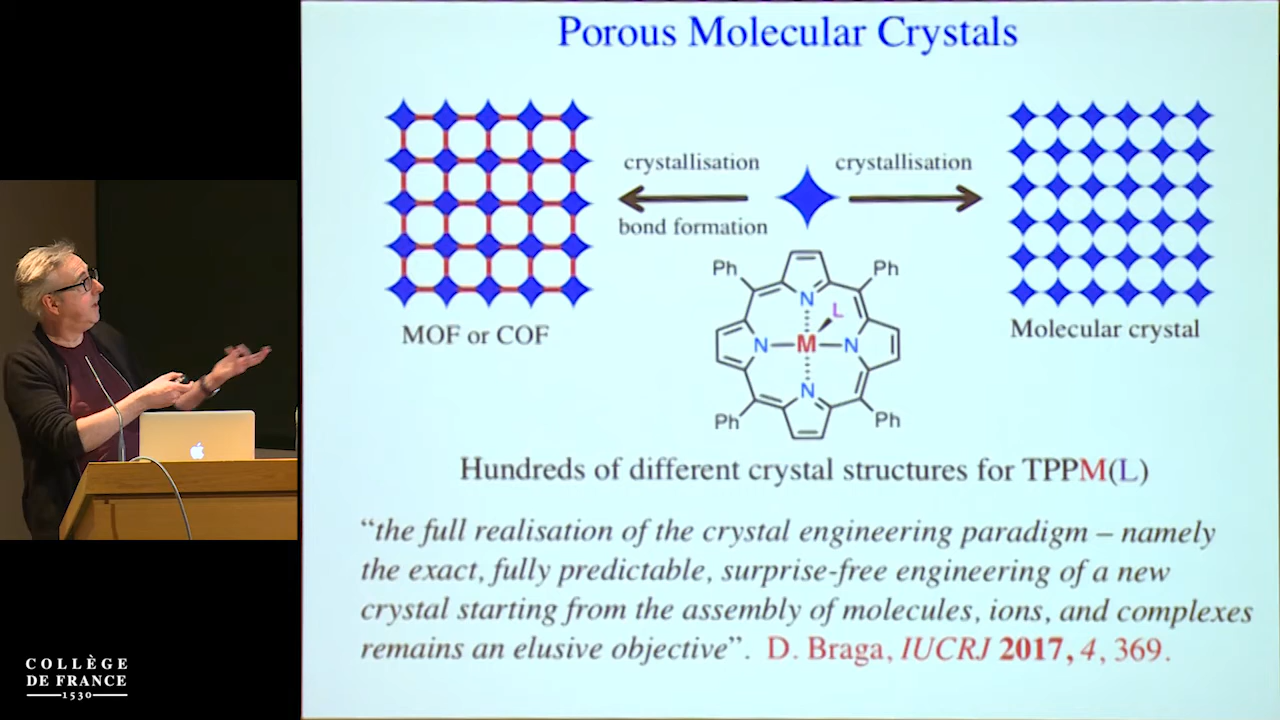 Porous Molecular Crystals
crystallisation
bond formation
crystallisation
MOF or COF
Molecular crystal
Ph
Ph
N
L
N
M
N
N
Ph
Ph
Hundreds of different crystal structures for TPPM(L)
“the full realisation of the crystal engineering paradigm – namely
the exact, fully predictable, surprise-free engineering of a new
crystal starting from the assembly of molecules, ions, and complexes
remains an elusive objective”. D. Braga, IUCRJ 2017, 4, 369.
COLLÈGE
DE FRANCE
1530